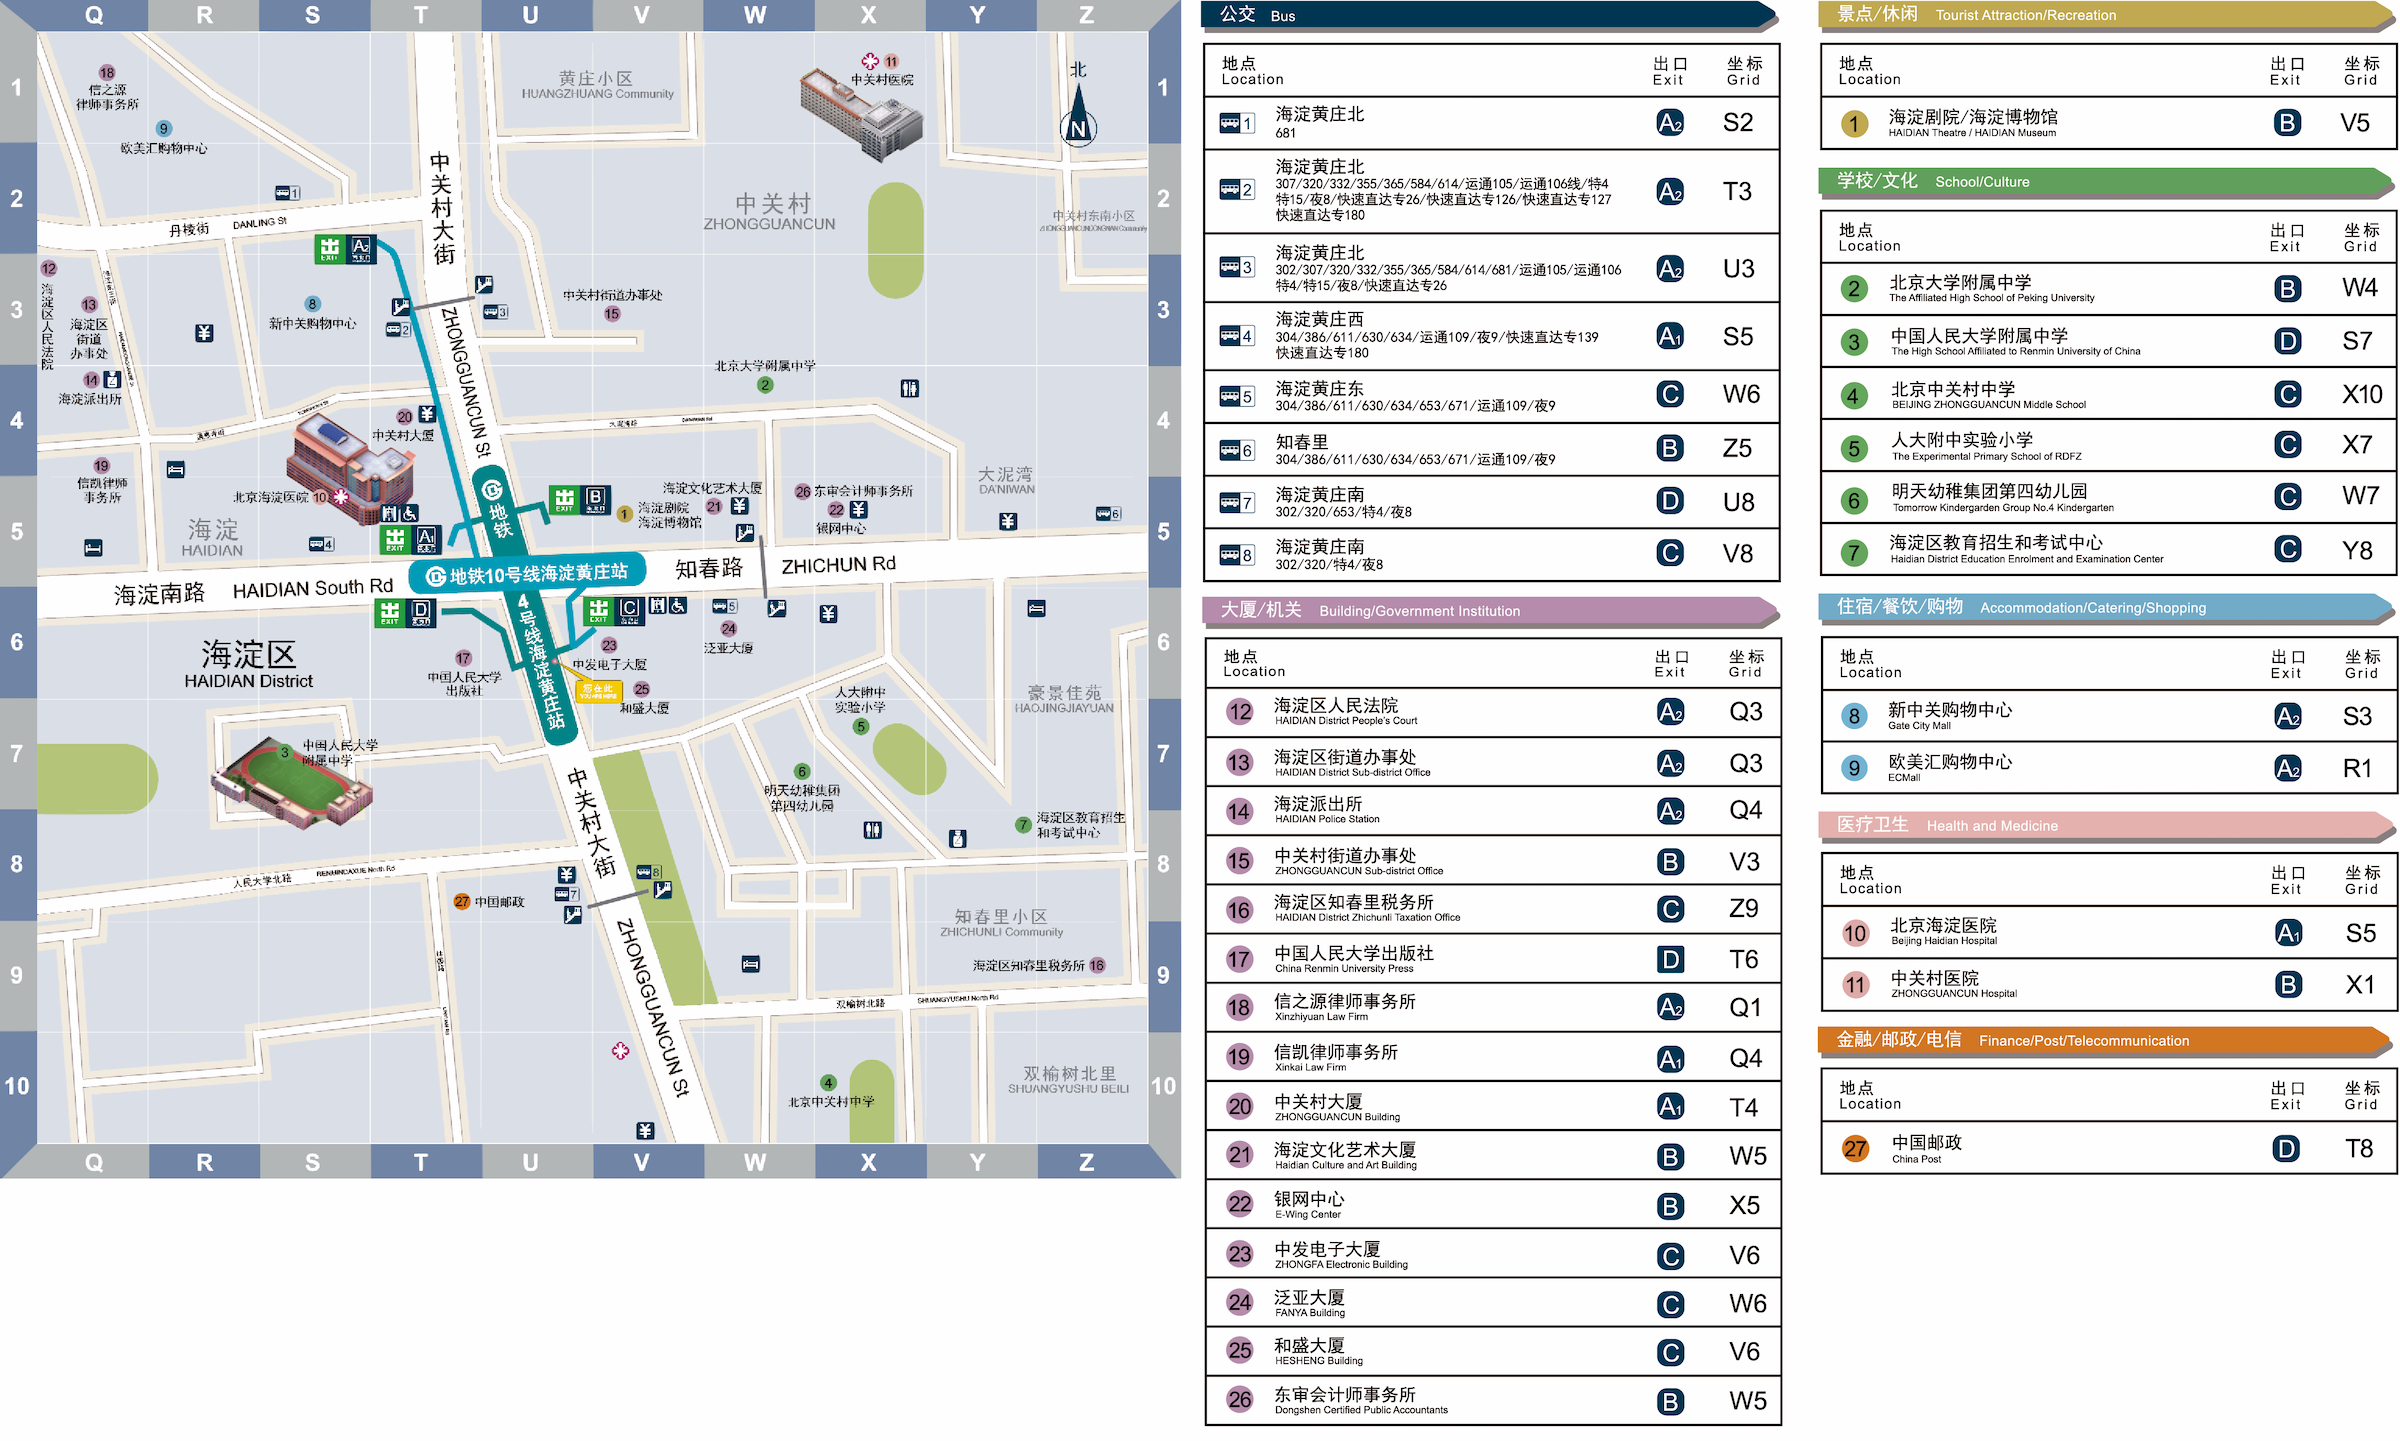 Q R S T U V W X Y Z
1 1
2 2
3 3
4 4
5 5
6 6
7 7
8 8
9 9
10 10
Q R S T U V W X Y Z
18
信之源
律师事务所
9
欧美汇购物中心
黄庄小区
HUANGZHUANG Community
11
中关村医院
北
N
1
中关村
ZHONGGUANCUN
中关村东南小区
丹棱街 DANLING St
中关村大街
出 A2
EXIT
12
海淀区人民法院
13
海淀区
街道
办事处
8
新中关购物中心
2
3
中关村街道办事处
15
14
海淀派出所
ZHONGGUANCUN St
北京大学附属中学
2
20
中关村大厦
大泥湾路
19
信凯律师
事务所
北京海淀医院 10
海淀
HAIDIAN
4
出 A1
EXIT
地铁
出 B
EXIT
1
海淀剧院
海淀博物馆
海淀文化艺术大厦
21
26 东审会计师事务所
22
银网中心
大泥湾
DA'NIWAN
6
地铁10号线海淀黄庄站
知春路 ZHICHUN Rd
海淀南路 HAIDIAN South Rd
出 D
EXIT
4号线海淀黄庄站
出 C
EXIT
5
24
泛亚大厦
23
中发电子大厦
您在此
25
和盛大厦
海淀区
HAIDIAN District
17
中国人民大学
出版社
人大附中
实验小学
5
豪景佳苑
HAOJINGJIAYUAN
3
中国人民大学
附属中学
6
明天幼稚集团
第四幼儿园
7
海淀区教育招生
和考试中心
中关村大街
人民大学北路 RENMINDAXUE North Rd
27 中国邮政
7
8
ZHONGGUANCUN St
知春里小区
ZHICHUNLI Community
海淀区知春里税务所 16
双榆树北路 SHUANGYUSHU North Rd
4
北京中关村中学
双榆树北里
SHUANGYUSHU BEILI
公交 Bus
地点 出口 坐标
Location Exit Grid
1 海淀黄庄北 A2 S2
681
2 海淀黄庄北 A2 T3
307/320/332/355/365/584/614/运通105/运通106线/特4
特15/夜8/快速直达专26/快速直达专126/快速直达专127
快速直达专180
3 海淀黄庄北 A2 U3
302/307/320/332/355/365/584/614/681/运通105/运通106
特4/特15/夜8/快速直达专26
4 海淀黄庄西 A1 S5
304/386/611/630/634/运通109/夜9/快速直达专139
快速直达专180
5 海淀黄庄东 C W6
304/386/611/630/634/653/671/运通109/夜9
6 知春里 B Z5
304/386/611/630/634/653/671/运通109/夜9
7 海淀黄庄南 D U8
302/320/653/特4/夜8
8 海淀黄庄南 C V8
302/320/特4/夜8
大厦/机关 Building/Government Institution
地点 出口 坐标
Location Exit Grid
12 海淀区人民法院 A2 Q3
HAIDIAN District People's Court
13 海淀区街道办事处 A2 Q3
HAIDIAN District Sub-district Office
14 海淀派出所 A2 Q4
HAIDIAN Police Station
15 中关村街道办事处 B V3
ZHONGGUANCUN Sub-district Office
16 海淀区知春里税务所 C Z9
HAIDIAN District Zhichunli Taxation Office
17 中国人民大学出版社 D T6
China Renmin University Press
18 信之源律师事务所 A2 Q1
Xinzhiyuan Law Firm
19 信凯律师事务所 A1 Q4
Xinkai Law Firm
20 中关村大厦 A1 T4
ZHONGGUANCUN Building
21 海淀文化艺术大厦 B W5
Haidian Culture and Art Building
22 银网中心 B X5
E-Wing Center
23 中发电子大厦 C V6
ZHONGFA Electronic Building
24 泛亚大厦 C W6
FANYA Building
25 和盛大厦 C V6
HESHENG Building
26 东审会计师事务所 B W5
Dongshen Certified Public Accountants
景点/休闲 Tourist Attraction/Recreation
地点 出口 坐标
Location Exit Grid
1 海淀剧院/海淀博物馆 B V5
HAIDIAN Theatre / HAIDIAN Museum
学校/文化 School/Culture
地点 出口 坐标
Location Exit Grid
2 北京大学附属中学 B W4
The Affiliated High School of Peking University
3 中国人民大学附属中学 D S7
The High School Affiliated to Renmin University of China
4 北京中关村中学 C X10
BEIJING ZHONGGUANCUN Middle School
5 人大附中实验小学 C X7
The Experimental Primary School of RDFZ
6 明天幼稚集团第四幼儿园 C W7
Tomorrow Kindergarden Group No.4 Kindergarten
7 海淀区教育招生和考试中心 C Y8
Haidian District Education Enrolment and Examination Center
住宿/餐饮/购物 Accommodation/Catering/Shopping
地点 出口 坐标
Location Exit Grid
8 新中关购物中心 A2 S3
Gate City Mall
9 欧美汇购物中心 A2 R1
ECMall
医疗卫生 Health and Medicine
地点 出口 坐标
Location Exit Grid
10 北京海淀医院 A1 S5
Beijing Haidian Hospital
11 中关村医院 B X1
ZHONGGUANCUN Hospital
金融/邮政/电信 Finance/Post/Telecommunication
地点 出口 坐标
Location Exit Grid
27 中国邮政 D T8
China Post